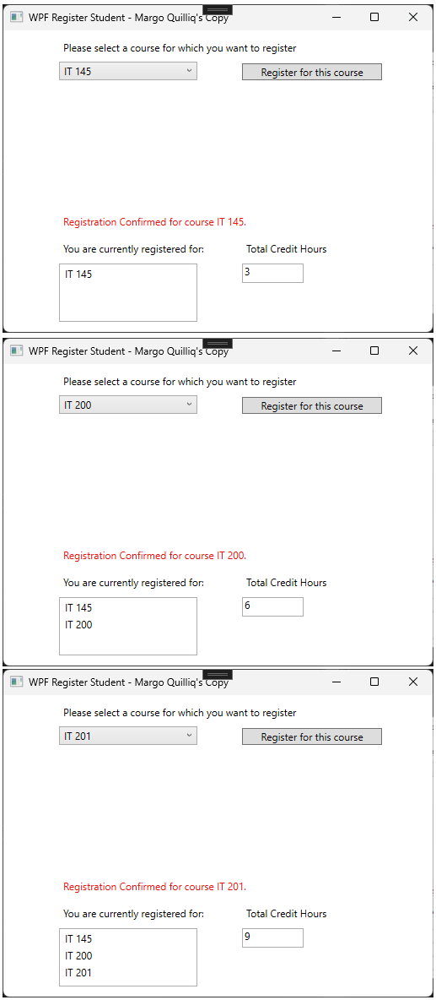 WPF Register Student - Margo Quilliq's Copy
Please select a course for which you want to register
IT 145 Register for this course
Registration Confirmed for course IT 145.
You are currently registered for: Total Credit Hours
IT 145 3
WPF Register Student - Margo Quilliq's Copy
Please select a course for which you want to register
IT 200 Register for this course
Registration Confirmed for course IT 200.
You are currently registered for: Total Credit Hours
IT 145 6
IT 200
WPF Register Student - Margo Quilliq's Copy
Please select a course for which you want to register
IT 201 Register for this course
Registration Confirmed for course IT 201.
You are currently registered for: Total Credit Hours
IT 145 9
IT 200
IT 201